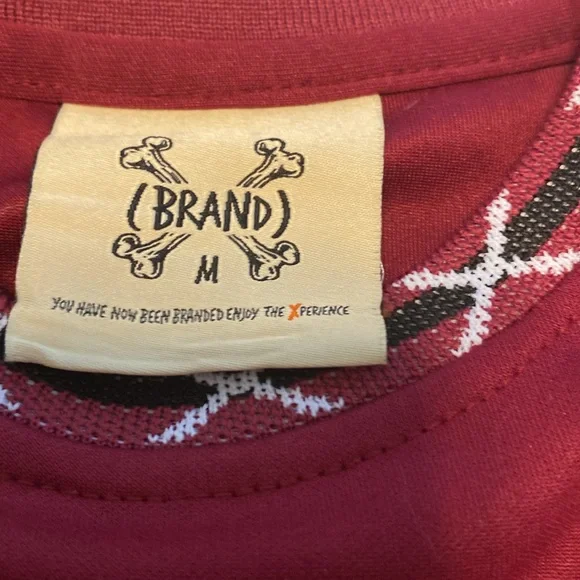 (BRAND)
M
YOU HAVE NOW BEEN BRANDED ENJOY THE XPERIENCE